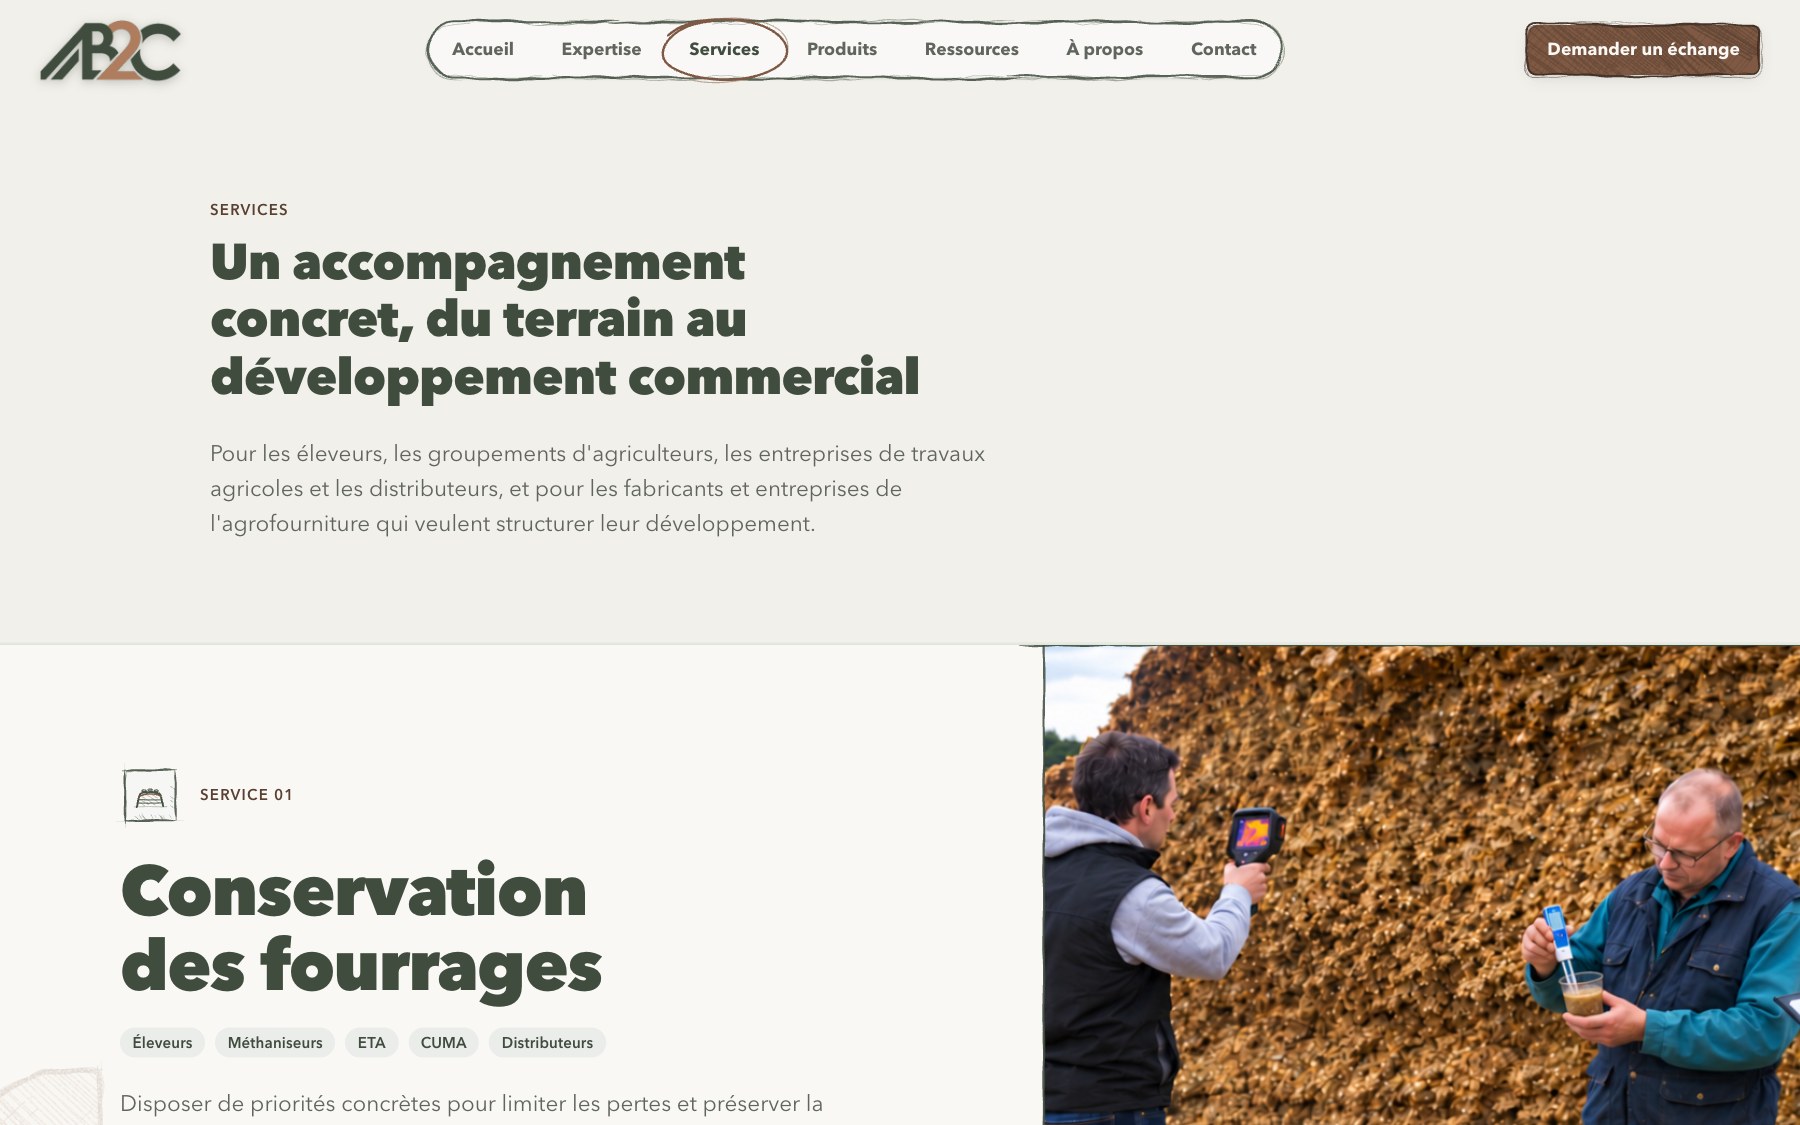 AB2C
Accueil
Expertise
Services
Produits
Ressources
À propos
Contact
Demander un échange
SERVICES
Un accompagnement
concret, du terrain au
développement commercial
Pour les éleveurs, les groupements d'agriculteurs, les entreprises de travaux
agricoles et les distributeurs, et pour les fabricants et entreprises de
l'agrofourniture qui veulent structurer leur développement.
SERVICE 01
Conservation
des fourrages
Éleveurs
Méthaniseurs
ETA
CUMA
Distributeurs
Disposer de priorités concrètes pour limiter les pertes et préserver la